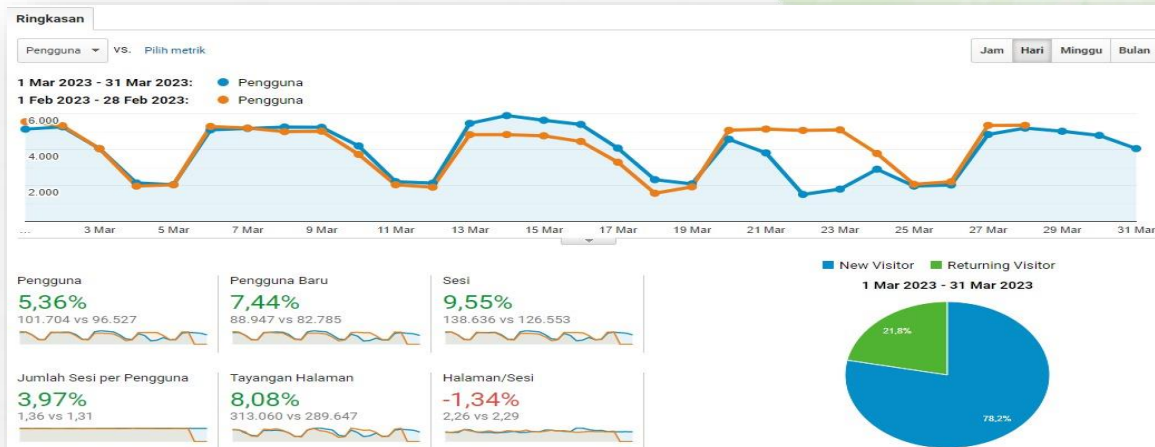 Ringkasan
Pengguna VS. Pilih metrik
Jam Hari Minggu Bulan
1 Mar 2023 - 31 Mar 2023: Pengguna
1 Feb 2023 - 28 Feb 2023: Pengguna
6.000
4.000
2.000
... 3 Mar 5 Mar 7 Mar 9 Mar 11 Mar 13 Mar 15 Mar 17 Mar 19 Mar 21 Mar 23 Mar 25 Mar 27 Mar 29 Mar 31 Mar
Pengguna
5,36%
101.704 vs 96.527
Pengguna Baru
7,44%
88.947 vs 82.785
Sesi
9,55%
138.636 vs 126.553
Jumlah Sesi per Pengguna
3,97%
1,36 vs 1,31
Tayangan Halaman
8,08%
313.060 vs 289.647
Halaman/Sesi
-1,34%
2,26 vs 2,29
New Visitor Returning Visitor
1 Mar 2023 - 31 Mar 2023
21,8%
78,2%